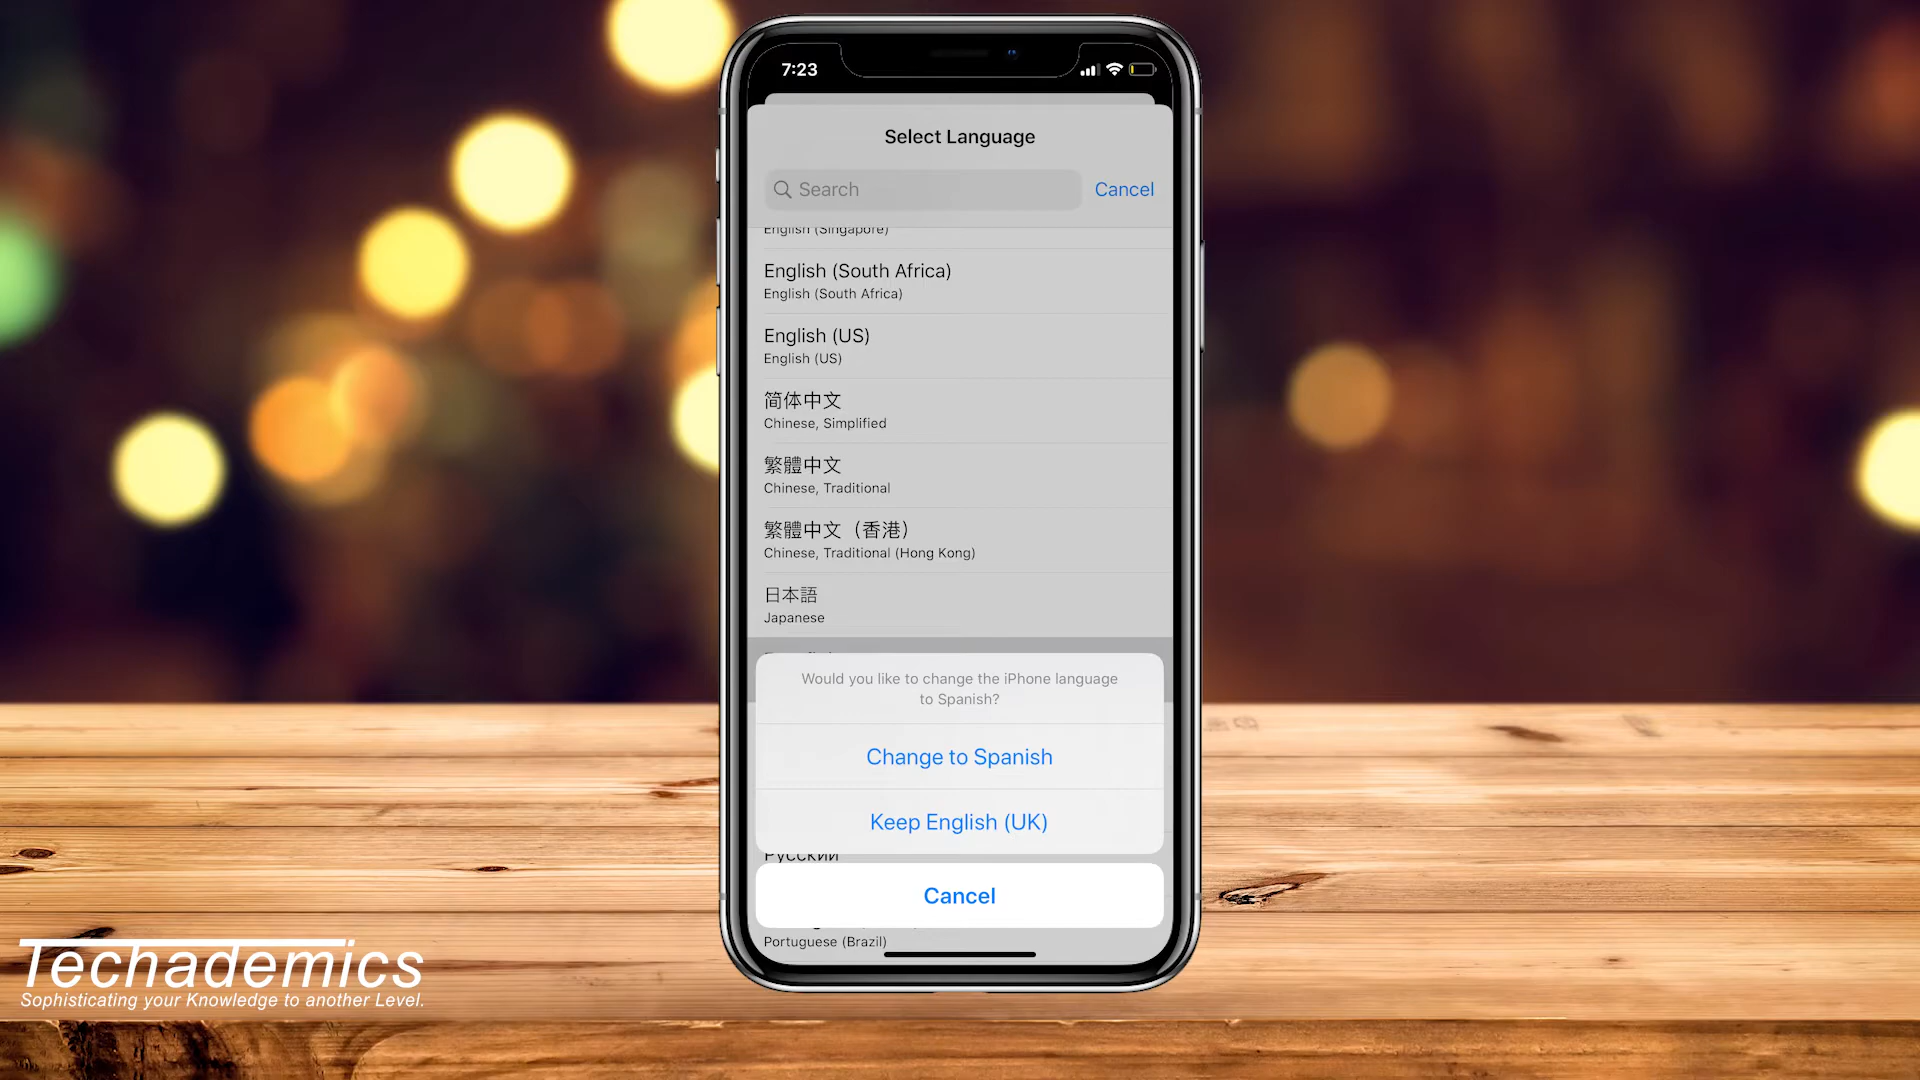 7:23
Select Language
Search
Cancel
English (Singapore)
English (South Africa)
English (South Africa)
English (US)
English (US)
简体中文
Chinese, Simplified
繁體中文
Chinese, Traditional
繁體中文（香港）
Chinese, Traditional (Hong Kong)
日本語
Japanese
Would you like to change the iPhone language
to Spanish?
Change to Spanish
Keep English (UK)
Русский
Cancel
Portuguese (Brazil)
Techademics
Sophisticating your Knowledge to another Level.